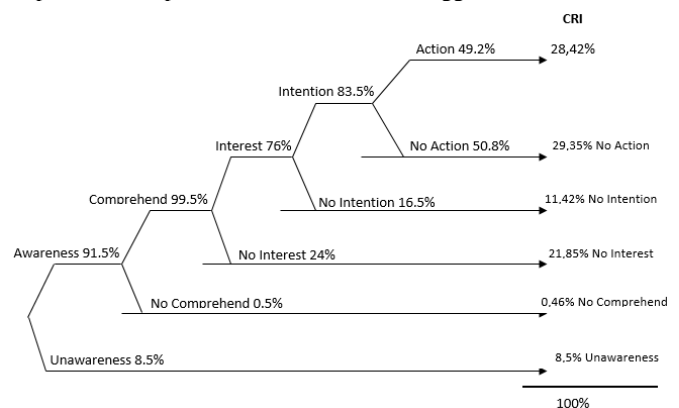 CRI
Action 49.2% 28,42%
Intention 83.5%
Interest 76% No Action 50.8% 29,35% No Action
Comprehend 99.5% No Intention 16.5% 11,42% No Intention
Awareness 91.5% No Interest 24% 21,85% No Interest
No Comprehend 0.5% 0,46% No Comprehend
Unawareness 8.5% 8,5% Unawareness
100%